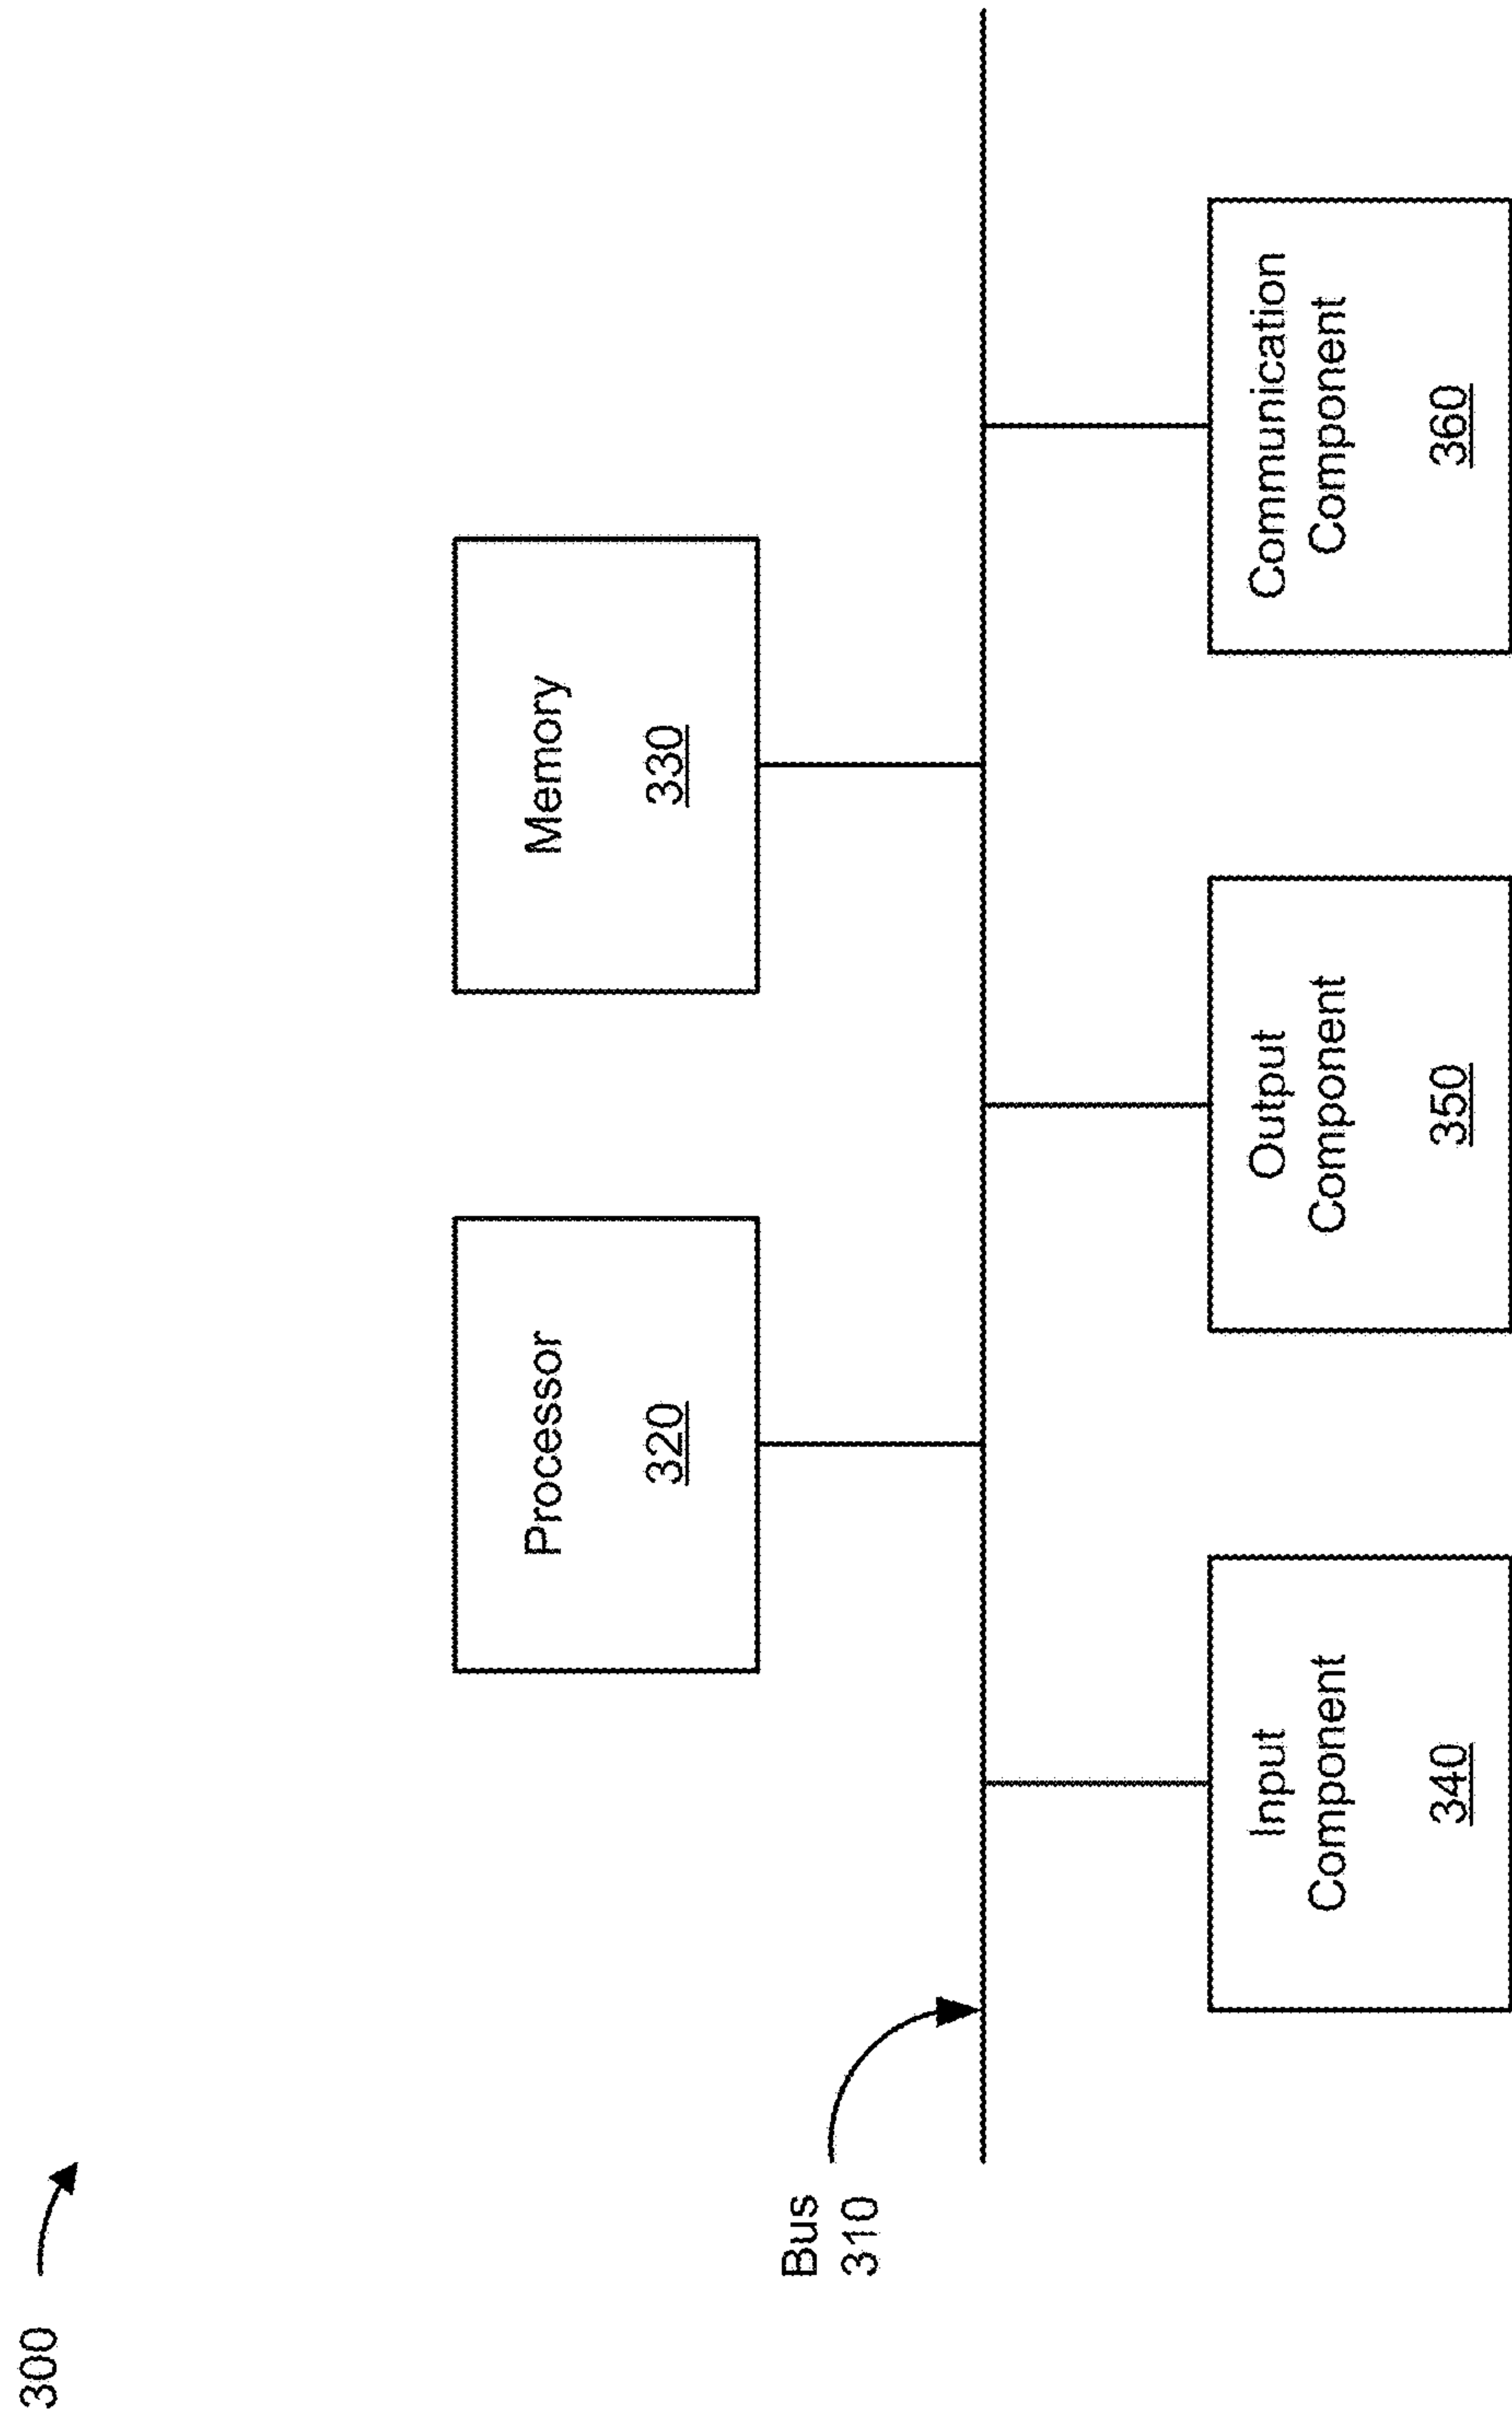 300
Processor
320
Memory
330
Bus
310
Input
Component
340
Output
Component
350
Communication
Component
360